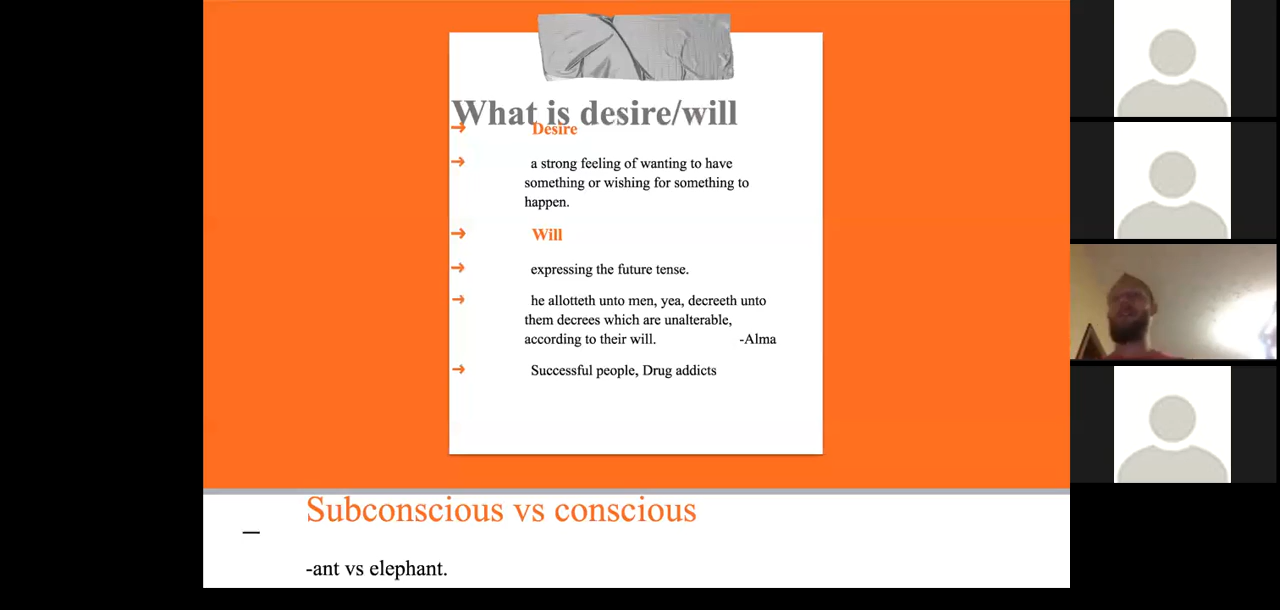 What is desire/will
→ Desire
→ a strong feeling of wanting to have
something or wishing for something to
happen.
→ Will
→ expressing the future tense.
→ he allotteth unto men, yea, decreeth unto
them decrees which are unalterable,
according to their will. -Alma
→ Successful people, Drug addicts
Subconscious vs conscious
-ant vs elephant.